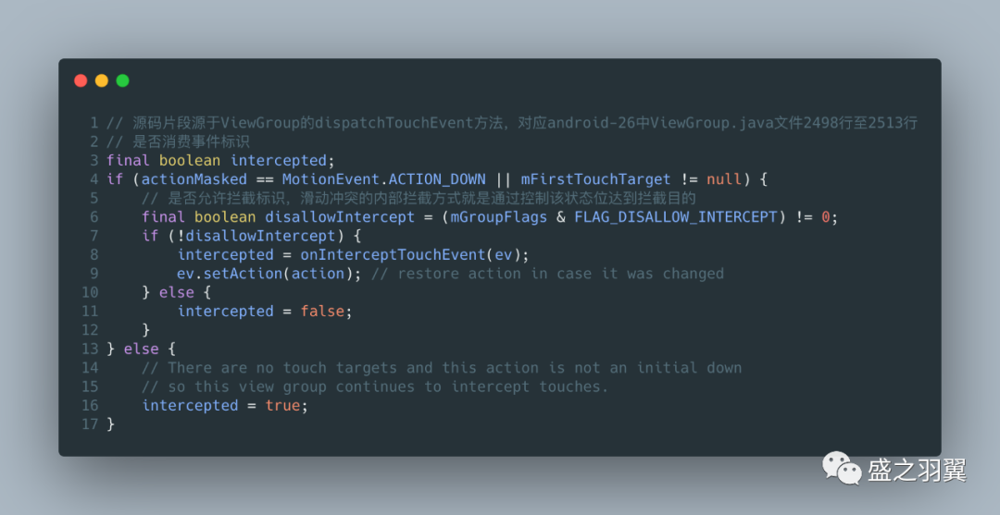 1 // 源码片段源于ViewGroup的dispatchTouchEvent方法，对应android-26中ViewGroup.java文件2498行至2513行
2 // 是否消费事件标识
3 final boolean intercepted;
4 if (actionMasked == MotionEvent.ACTION_DOWN || mFirstTouchTarget != null) {
5     // 是否允许拦截标识，滑动冲突的内部拦截方式就是通过控制该状态位达到拦截目的
6     final boolean disallowIntercept = (mGroupFlags & FLAG_DISALLOW_INTERCEPT) != 0;
7     if (!disallowIntercept) {
8         intercepted = onInterceptTouchEvent(ev);
9         ev.setAction(action); // restore action in case it was changed
10     } else {
11         intercepted = false;
12     }
13 } else {
14     // There are no touch targets and this action is not an initial down
15     // so this view group continues to intercept touches.
16     intercepted = true;
17 }
盛之羽翼